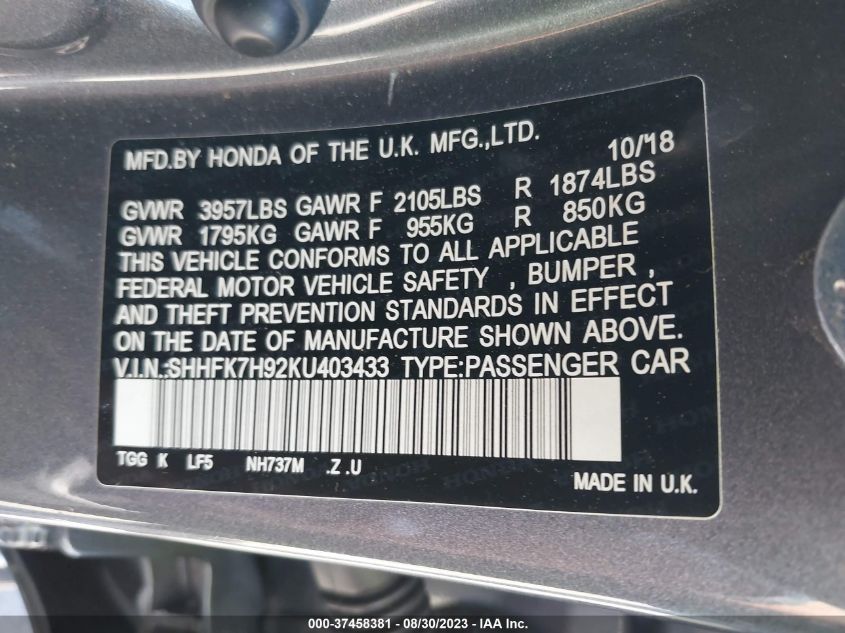 MFD.BY HONDA OF THE U.K. MFG.,LTD. 10/'18
GVWR 3957LBS GAWR F 2105LBS R 1874LBS
GVWR 1795KG GAWR F 955KG R 850KG
THIS VEHICLE CONFORMS TO ALL APPLICABLE
FEDERAL MOTOR VEHICLE SAFETY , BUMPER ,
AND THEFT PREVENTION STANDARDS IN EFFECT
ON THE DATE OF MANUFACTURE SHOWN ABOVE.
V.I.N.:SHHFK7H92KU403433 TYPE:PASSENGER CAR
TGG K LF5 NH737M .Z .U
MADE IN U.K.
000-37458381 - 08/30/2023 - IAA Inc.